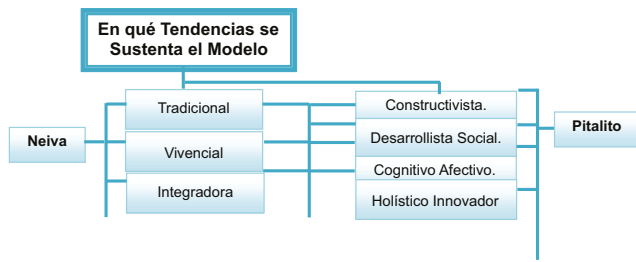 En qué Tendencias se
Sustenta el Modelo
Neiva
Tradicional
Vivencial
Integradora
Constructivista.
Desarrollista Social.
Cognitivo Afectivo.
Holístico Innovador
Pitalito